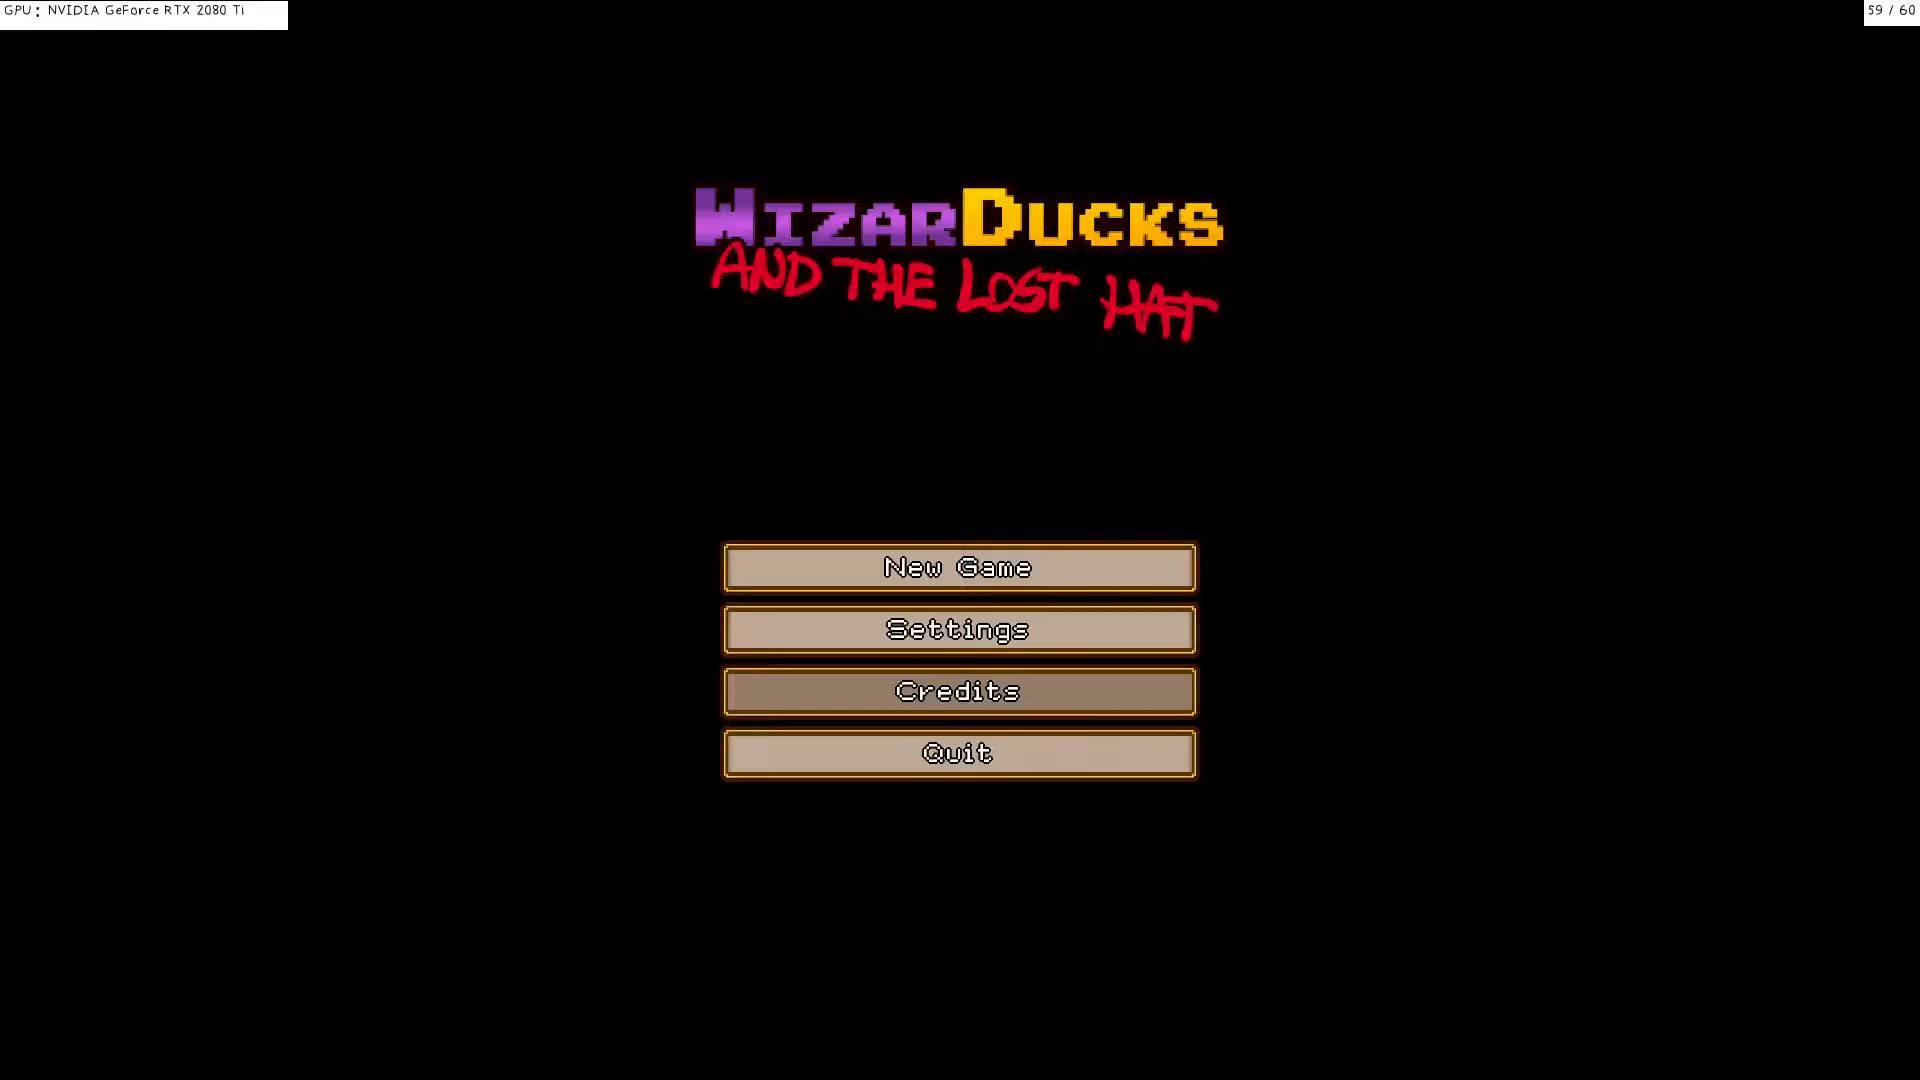 GPU: NVIDIA GeForce RTX 2080 Ti
59 / 60
WIZARDUCKS
AND THE LOST HAT
New Game
Settings
Credits
Quit